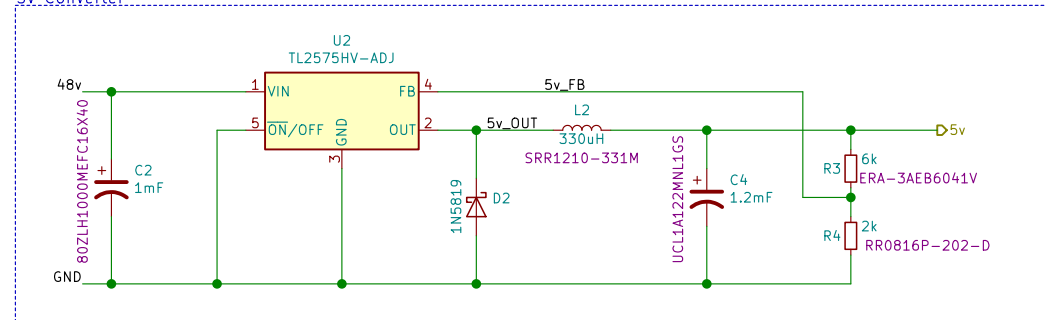 5v Converter
U2
TL2575HV-ADJ
48v
1
VIN
FB
4
5v_FB
5
ON/OFF
GND
OUT
2
5v_OUT
L2
330uH
SRR1210-331M
5v
3
80ZLH1000MEFC16X40
+
C2
1mF
1N5819
D2
UCL1A122MNL1GS
+
C4
1.2mF
R3
6k
ERA-3AEB6041V
R4
2k
RR0816P-202-D
GND